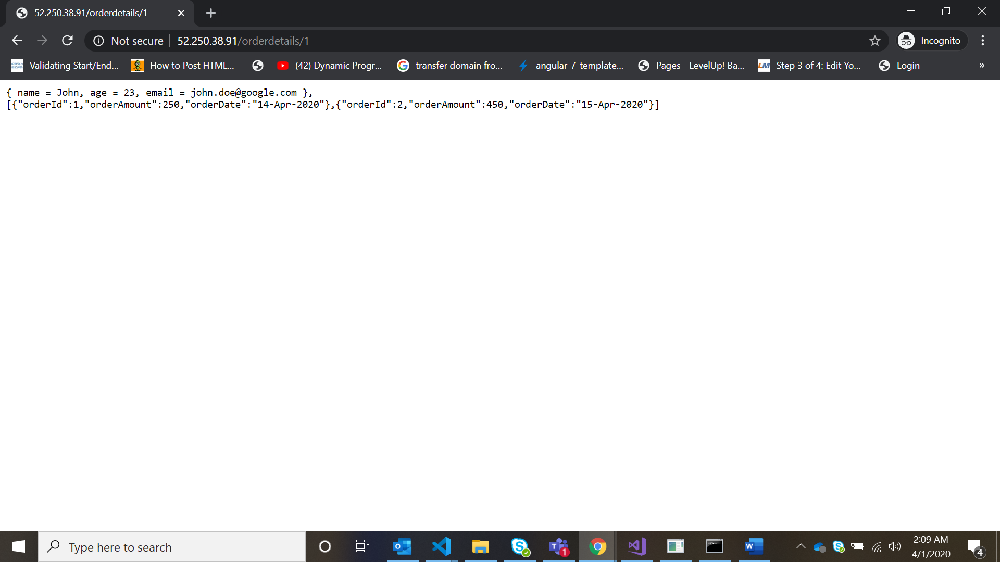 52.250.38.91/orderdetails/1
Not secure 52.250.38.91/orderdetails/1 Incognito
Validating Start/End... How to Post HTML... (42) Dynamic Progr... transfer domain fro... angular-7-template... Pages - LevelUp! Ba... LM Step 3 of 4: Edit Yo... Login »
{ name = John, age = 23, email = john.doe@google.com },
[{"orderId":1,"orderAmount":250,"orderDate":"14-Apr-2020"},{"orderId":2,"orderAmount":450,"orderDate":"15-Apr-2020"}]
Type here to search
1
2:09 AM
4/1/2020
4